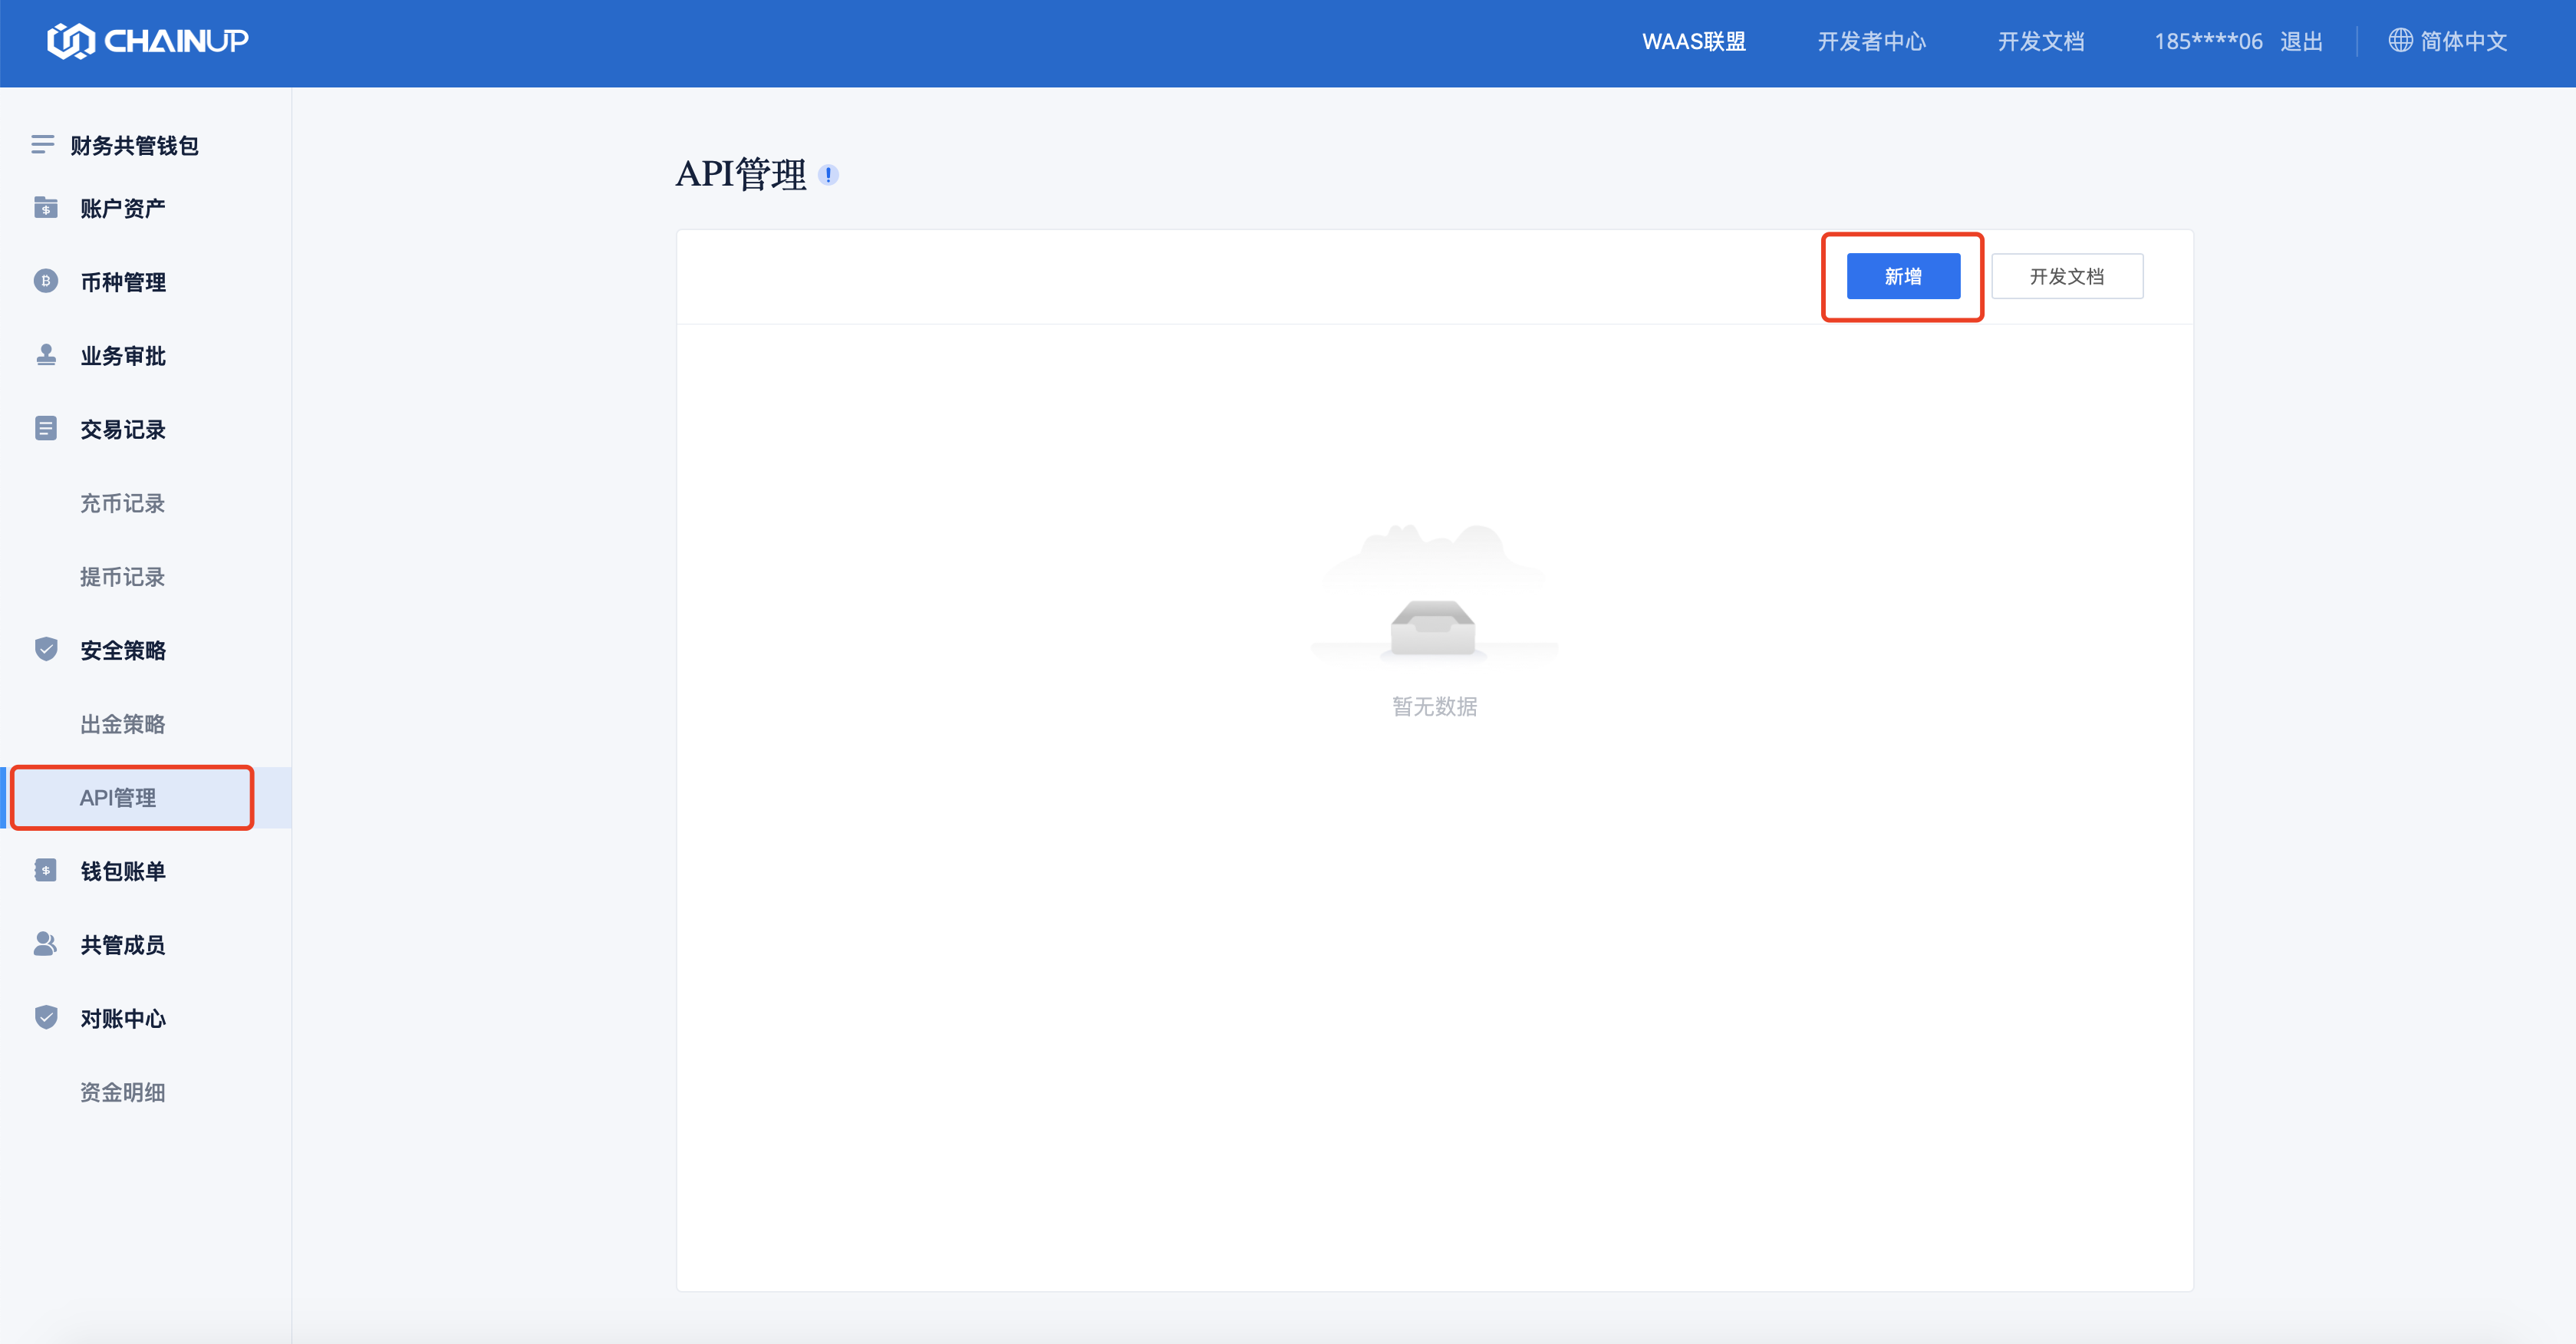 CHAINUP
WAAS联盟 开发者中心 开发文档 185****06 退出 简体中文
财务共管钱包
账户资产
币种管理
业务审批
交易记录
充币记录
提币记录
安全策略
出金策略
API管理
钱包账单
共管成员
对账中心
资金明细
API管理
新增 开发文档
暂无数据